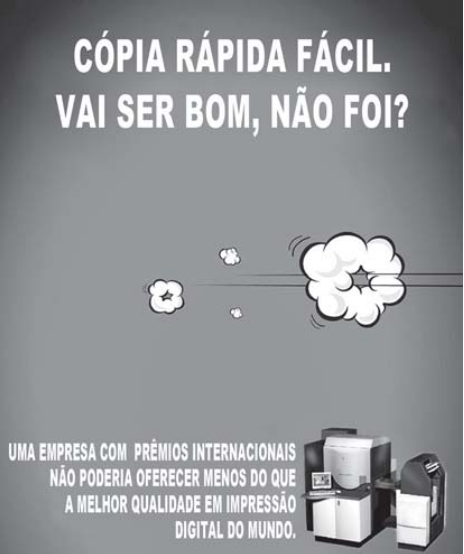 CÓPIA RÁPIDA FÁCIL.
VAI SER BOM, NÃO FOI?
UMA EMPRESA COM PRÊMIOS INTERNACIONAIS
NÃO PODERIA OFERECER MENOS DO QUE
A MELHOR QUALIDADE EM IMPRESSÃO
DIGITAL DO MUNDO.